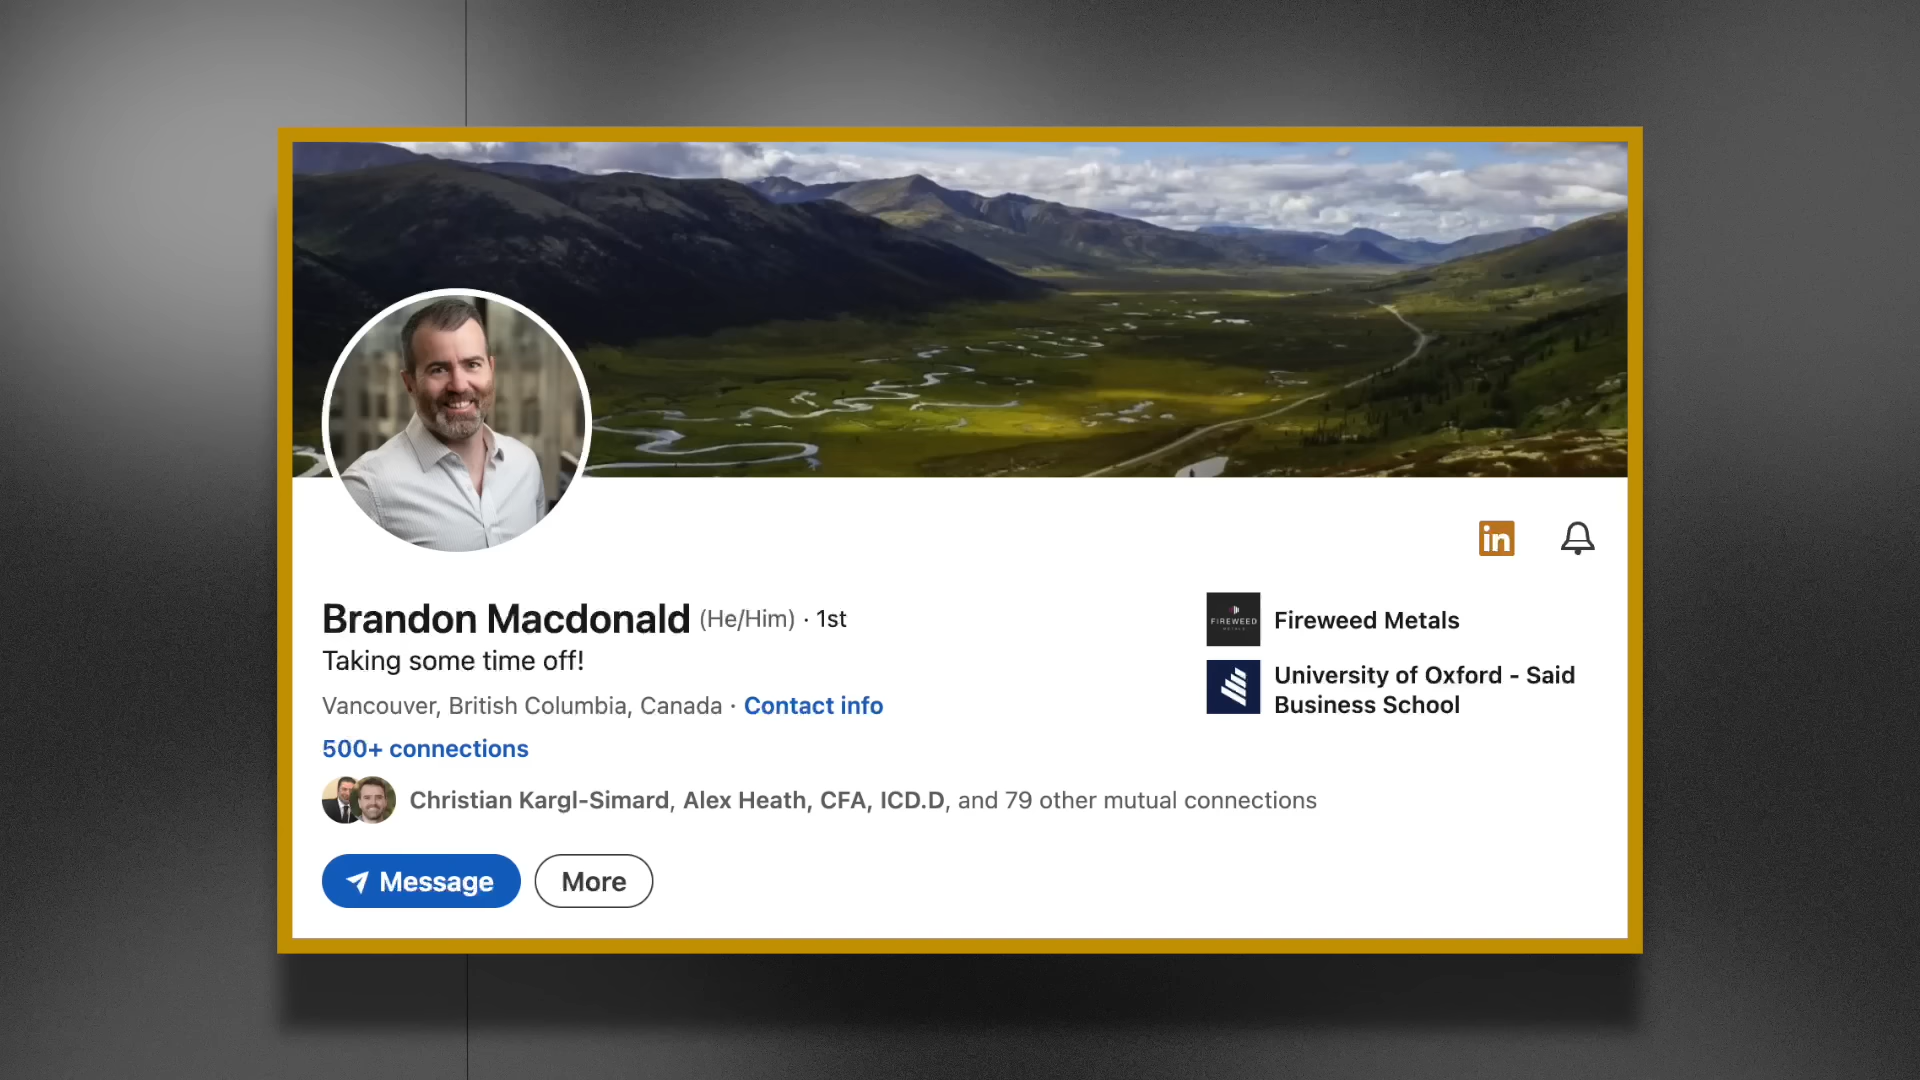 in
Brandon Macdonald (He/Him) · 1st
Taking some time off!
Vancouver, British Columbia, Canada · Contact info
500+ connections
Christian Kargl-Simard, Alex Heath, CFA, ICD.D, and 79 other mutual connections
Message
More
FIREWEED
METALS
Fireweed Metals
University of Oxford - Said
Business School